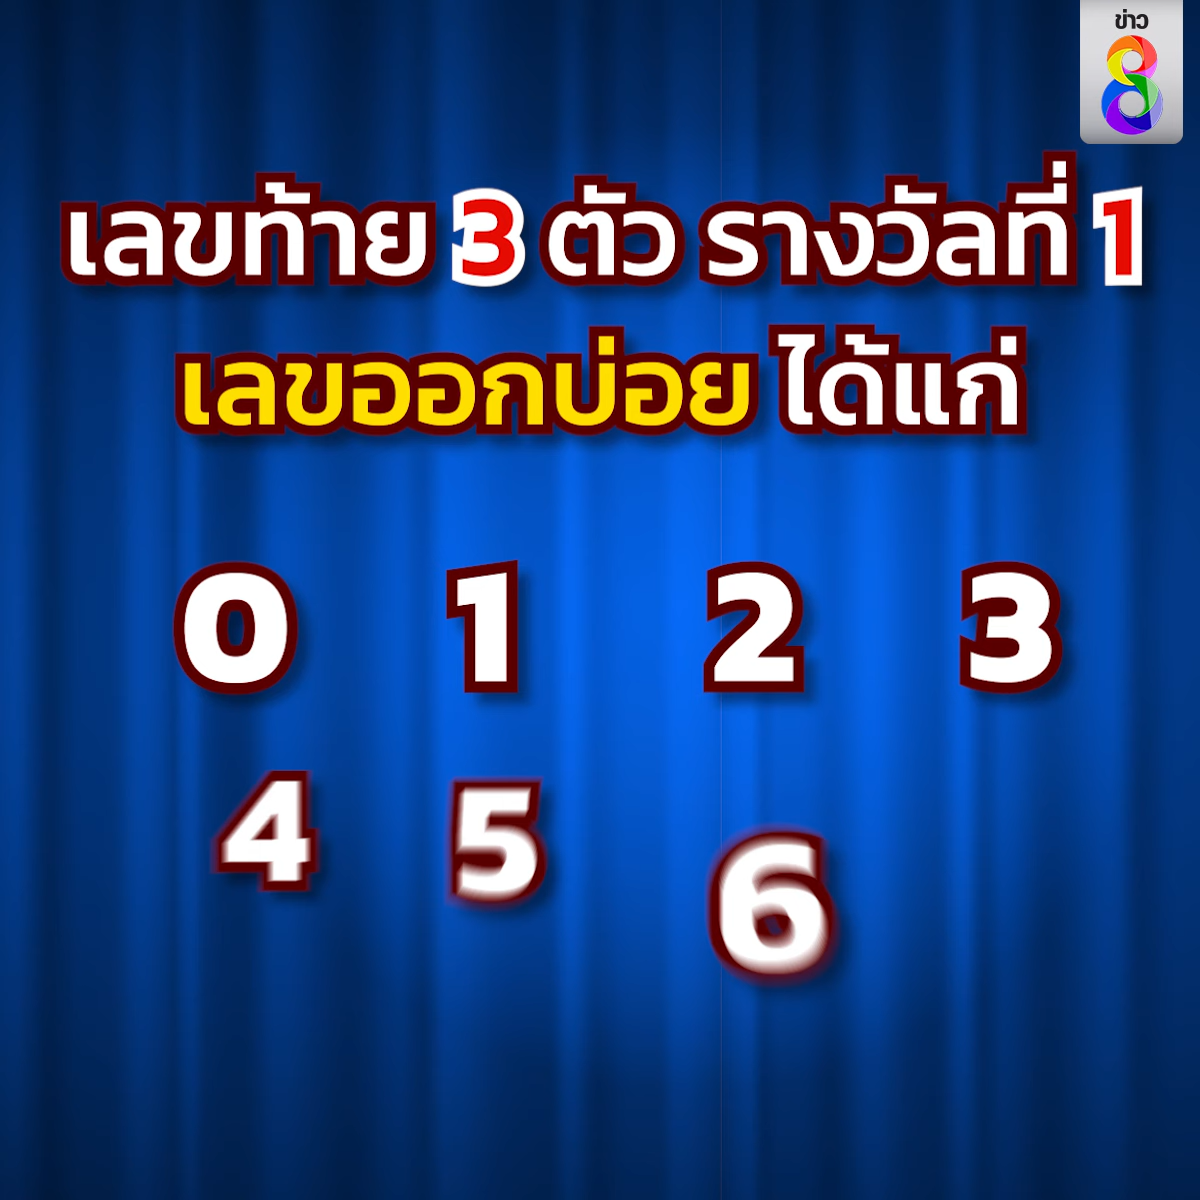 ข่าว
8
เลขท้าย 3 ตัว รางวัลที่ 1
เลขออกบ่อย ได้แก่
0 1 2 3
4 5 6